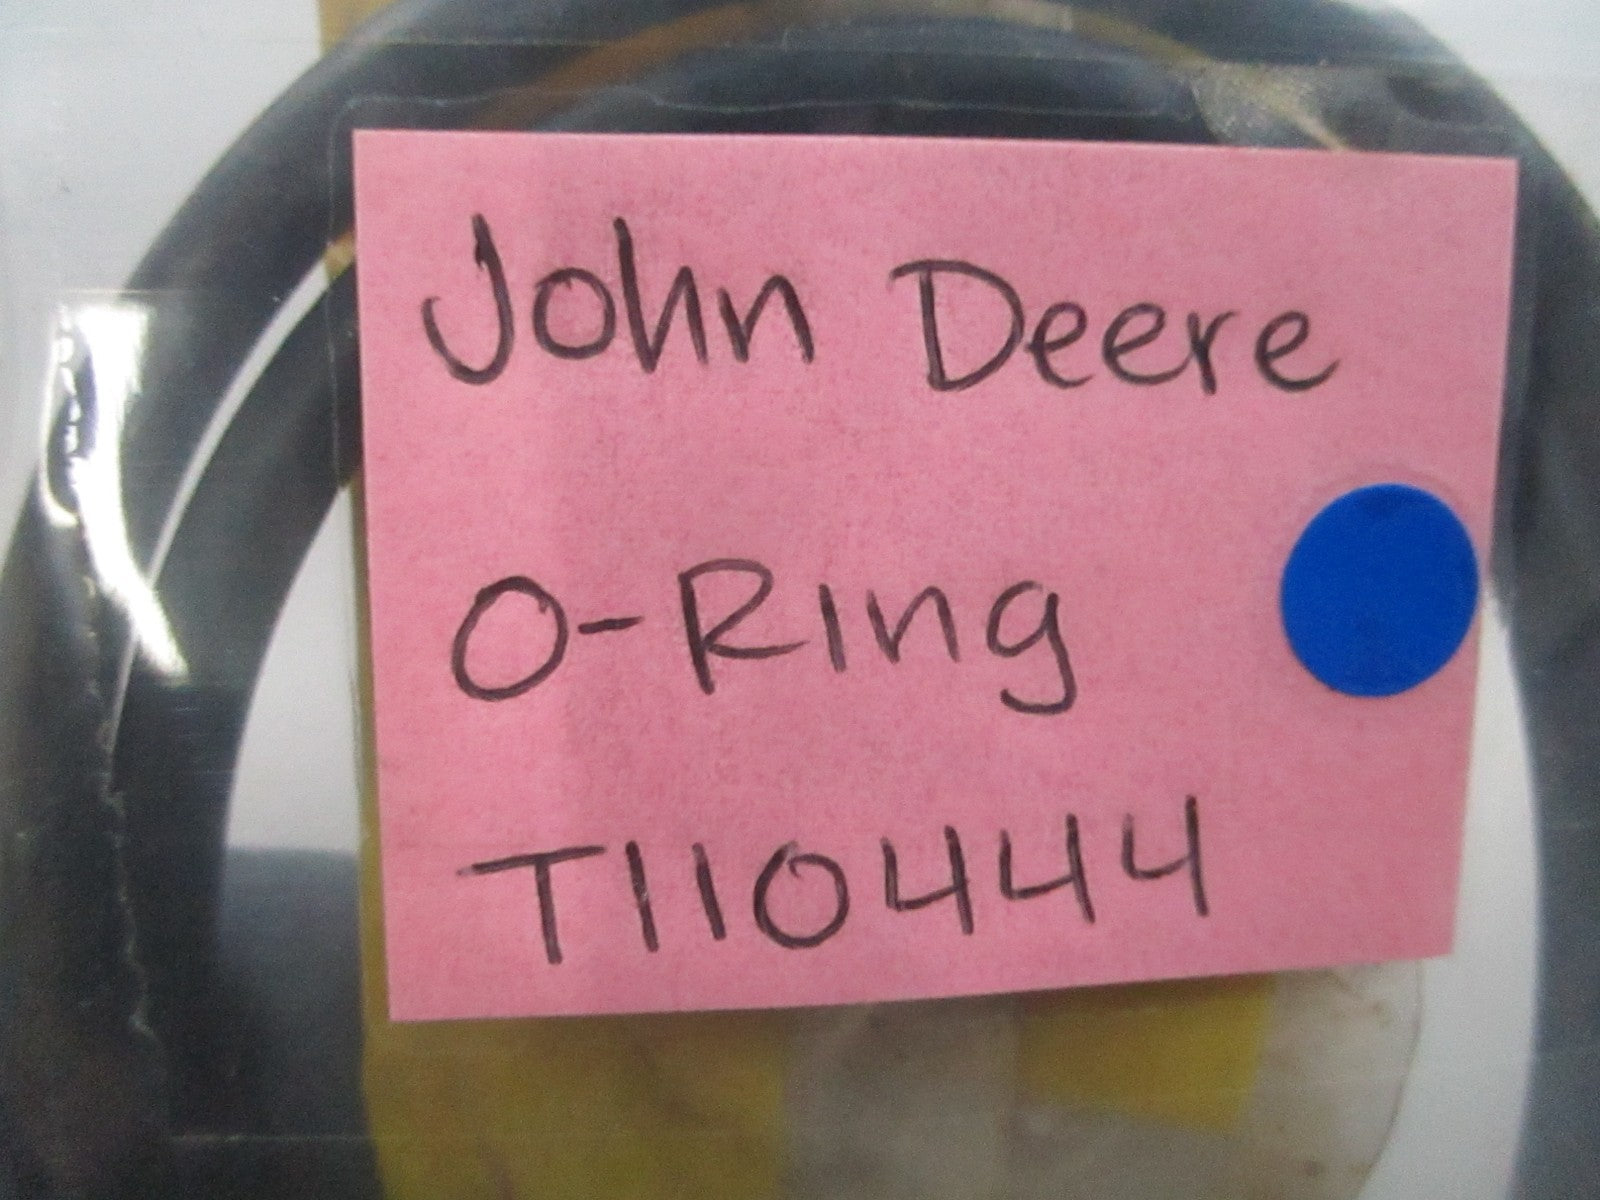 John Deere
O-Ring
T110444